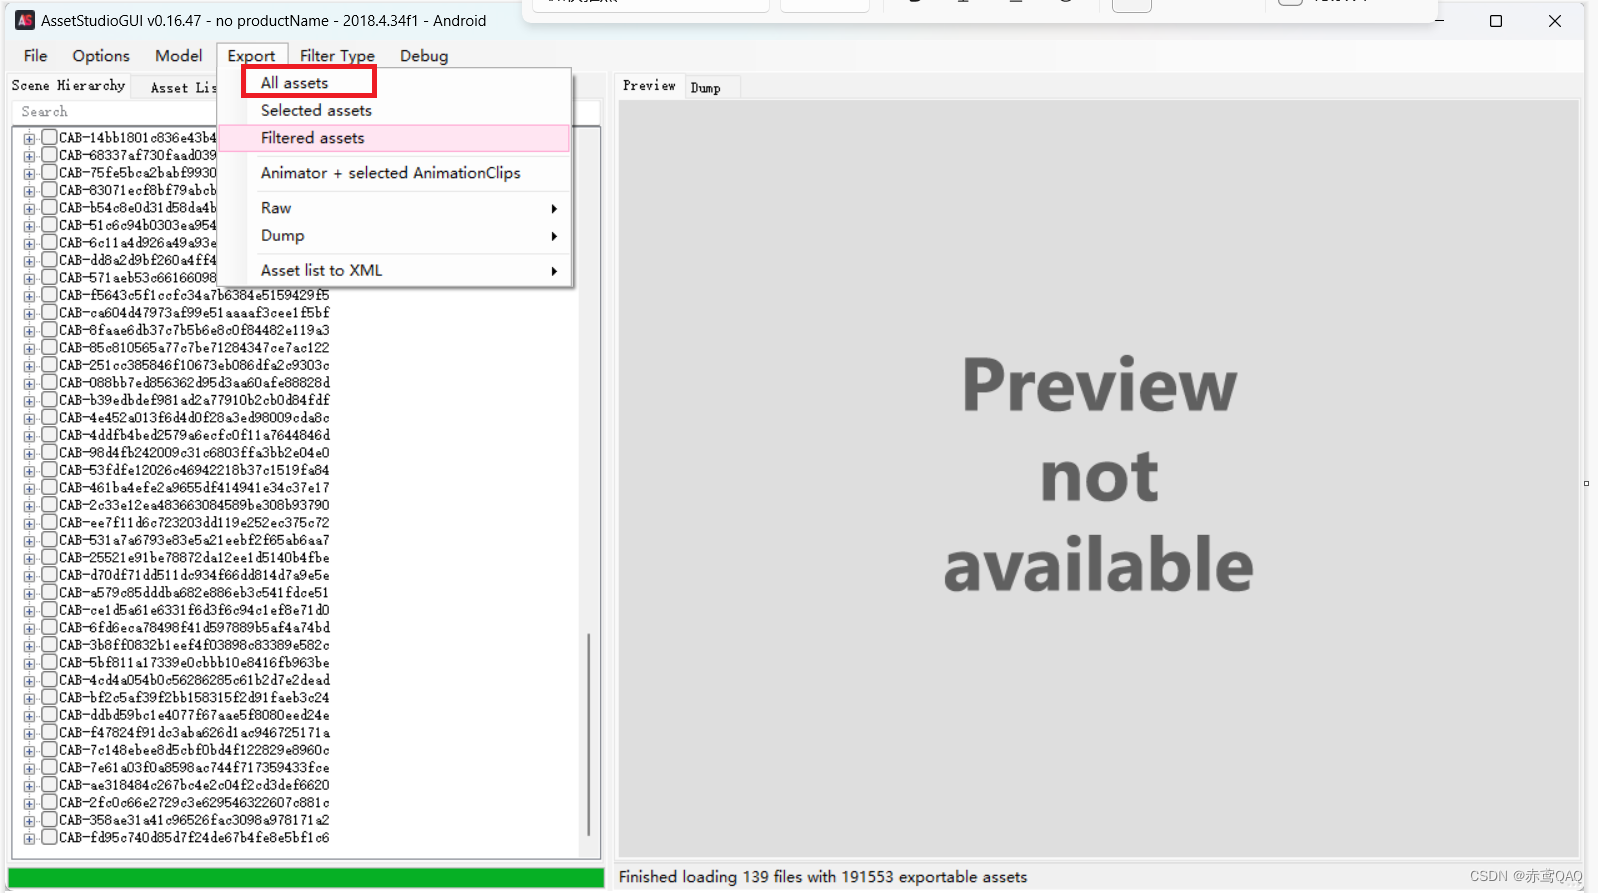 AssetStudioGUI v0.16.47 - no productName - 2018.4.34f1 - Android
File Options Model Export Filter Type Debug
Scene Hierarchy Asset Lis
Search
All assets
Selected assets
Filtered assets
Animator + selected AnimationClips
Raw
Dump
Asset list to XML
CAB-14bb1801c836e43b4
CAB-68337af730faad039
CAB-75fe5bca2babf9930
CAB-83071ecf8bf79abcb
CAB-b54c8e0d31d58da4b
CAB-51c6c94b0303ea954
CAB-6c11a4d926a49a93e
CAB-dd8a2d9bf260a4ff4
CAB-571aeb53c66166098
CAB-f5643c5f1ccfc34a7b6384e5159429f5
CAB-ca604d47973af99e51aaaaf3cee1f5bf
CAB-8faae6db37c7b5b6e8c0f84482e119a3
CAB-85c810565a77c7be71284347ce7ac122
CAB-251cc385846f10673eb086dfa2c9303c
CAB-088bb7ed856362d95d3aa60afe88828d
CAB-b39edbdef981ad2a77910b2cb0d84fdf
CAB-4e452a013f6d4d0f28a3ed98009cda8c
CAB-4ddfb4bed2579a6ecfc0f11a7644846d
CAB-98d4fb242009c31c6803ffa3bb2e04e0
CAB-53fdfe12026c46942218b37c1519fa84
CAB-461ba4efe2a9655df414941e34c37e17
CAB-2c33e12ea483663084589be308b93790
CAB-ee7f11d6c723203dd119e252ec375c72
CAB-531a7a6793e83e5a21eebf2f65ab6aa7
CAB-25521e91be78872da12ee1d5140b4fbe
CAB-d70df71dd511dc934f66dd814d7a9e5e
CAB-a579c85dddba682e886eb3c541fdce51
CAB-ce1d5a61e6331f6d3f6c94c1ef8e71d0
CAB-6fd6eca78498f41d597889b5af4a74bd
CAB-3b8ff0832b1eef4f03898c83389e582c
CAB-5bf811a17339e0cbbb10e8416fb963be
CAB-4cd4a054b0c56286285c61b2d7e2dead
CAB-bf2c5af39f2bb158315f2d91faeb3c24
CAB-ddbd59bc1e4077f67aae5f8080eed24e
CAB-f47824f91dc3aba626d1ac946725171a
CAB-7c148ebee8d5cbf0bd4f122829e8960c
CAB-7e61a03f0a8598ac744f717359433fce
CAB-ae318484c267bc4e2c04f2cd3def6620
CAB-2fc0c66e2729c3e629546322607c881c
CAB-358ae31a41c96526fac3098a978171a2
CAB-fd95c740d85d7f24de67b4fe8e5bf1c6
Preview Dump
Preview
not
available
Finished loading 139 files with 191553 exportable assets
CSDN @赤鸢QAQ